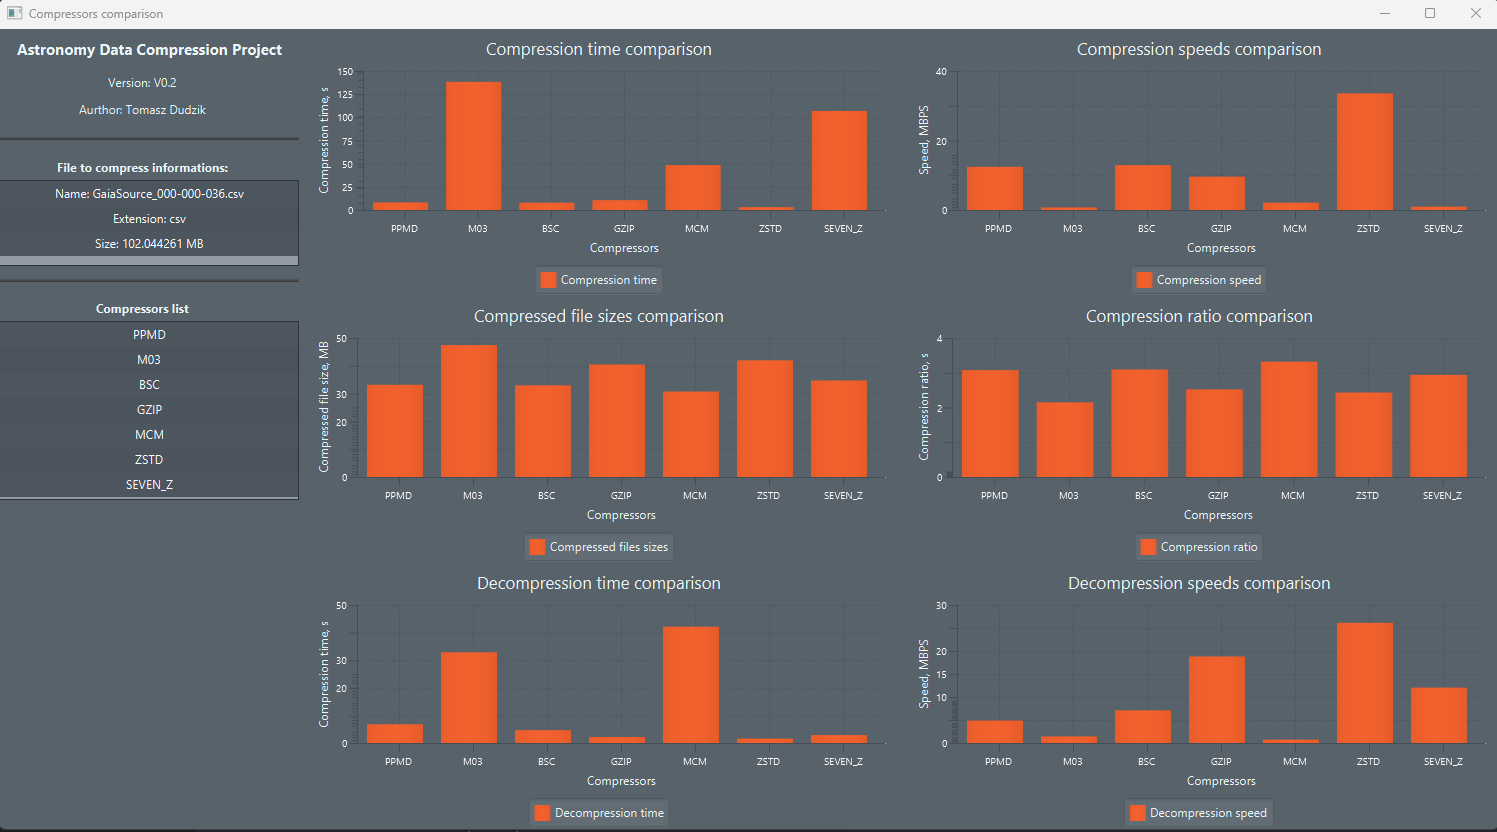 Compressors comparison
Astronomy Data Compression Project
Version: V0.2
Aurthor: Tomasz Dudzik
File to compress informations:
Name: GaiaSource_000-000-036.csv
Extension: csv
Size: 102.044261 MB
Compressors list
PPMD
M03
BSC
GZIP
MCM
ZSTD
SEVEN_Z
Compression time comparison
Compression time, s
150
125
100
75
50
25
0
PPMD M03 BSC GZIP MCM ZSTD SEVEN_Z
Compressors
Compression time
Compression speeds comparison
Speed, MBPS
40
20
0
PPMD M03 BSC GZIP MCM ZSTD SEVEN_Z
Compressors
Compression speed
Compressed file sizes comparison
Compressed file size, MB
50
30
20
0
PPMD M03 BSC GZIP MCM ZSTD SEVEN_Z
Compressors
Compressed files sizes
Compression ratio comparison
Compression ratio, s
4
2
0
PPMD M03 BSC GZIP MCM ZSTD SEVEN_Z
Compressors
Compression ratio
Decompression time comparison
Compression time, s
50
30
20
0
PPMD M03 BSC GZIP MCM ZSTD SEVEN_Z
Compressors
Decompression time
Decompression speeds comparison
Speed, MBPS
30
20
15
10
0
PPMD M03 BSC GZIP MCM ZSTD SEVEN_Z
Compressors
Decompression speed